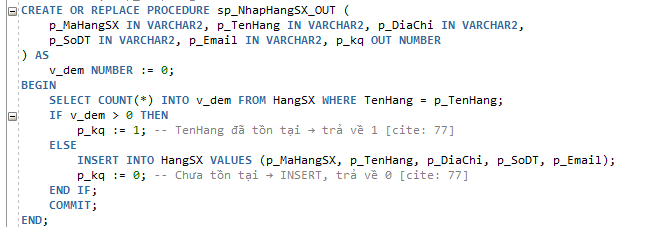 CREATE OR REPLACE PROCEDURE sp_NhapHangSX_OUT (
    p_MaHangSX IN VARCHAR2, p_TenHang IN VARCHAR2, p_DiaChi IN VARCHAR2,
    p_SoDT IN VARCHAR2, p_Email IN VARCHAR2, p_kq OUT NUMBER
) AS
    v_dem NUMBER := 0;
BEGIN
    SELECT COUNT(*) INTO v_dem FROM HangSX WHERE TenHang = p_TenHang;
    IF v_dem > 0 THEN
        p_kq := 1; -- TenHang đã tồn tại → trả về 1 [cite: 77]
    ELSE
        INSERT INTO HangSX VALUES (p_MaHangSX, p_TenHang, p_DiaChi, p_SoDT, p_Email);
        p_kq := 0; -- Chưa tồn tại → INSERT, trả về 0 [cite: 77]
    END IF;
    COMMIT;
END;